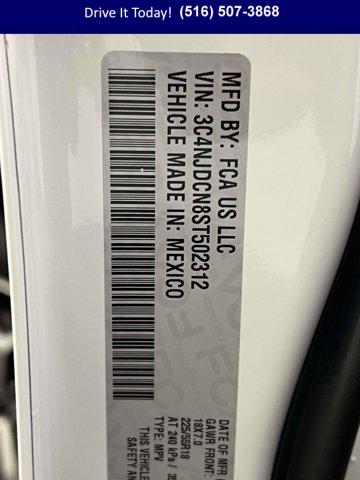 Drive It Today! (516) 507-3868
MFD BY: FCA US LLC
VIN: 3C4NJDCN8ST502312
VEHICLE MADE IN: MEXICO
DATE OF MFR
GAWR FRONT:
18X7.0
225/55R18
AT 240 kPa / 35
TYPE: MPV
THIS VEHICLE
SAFETY